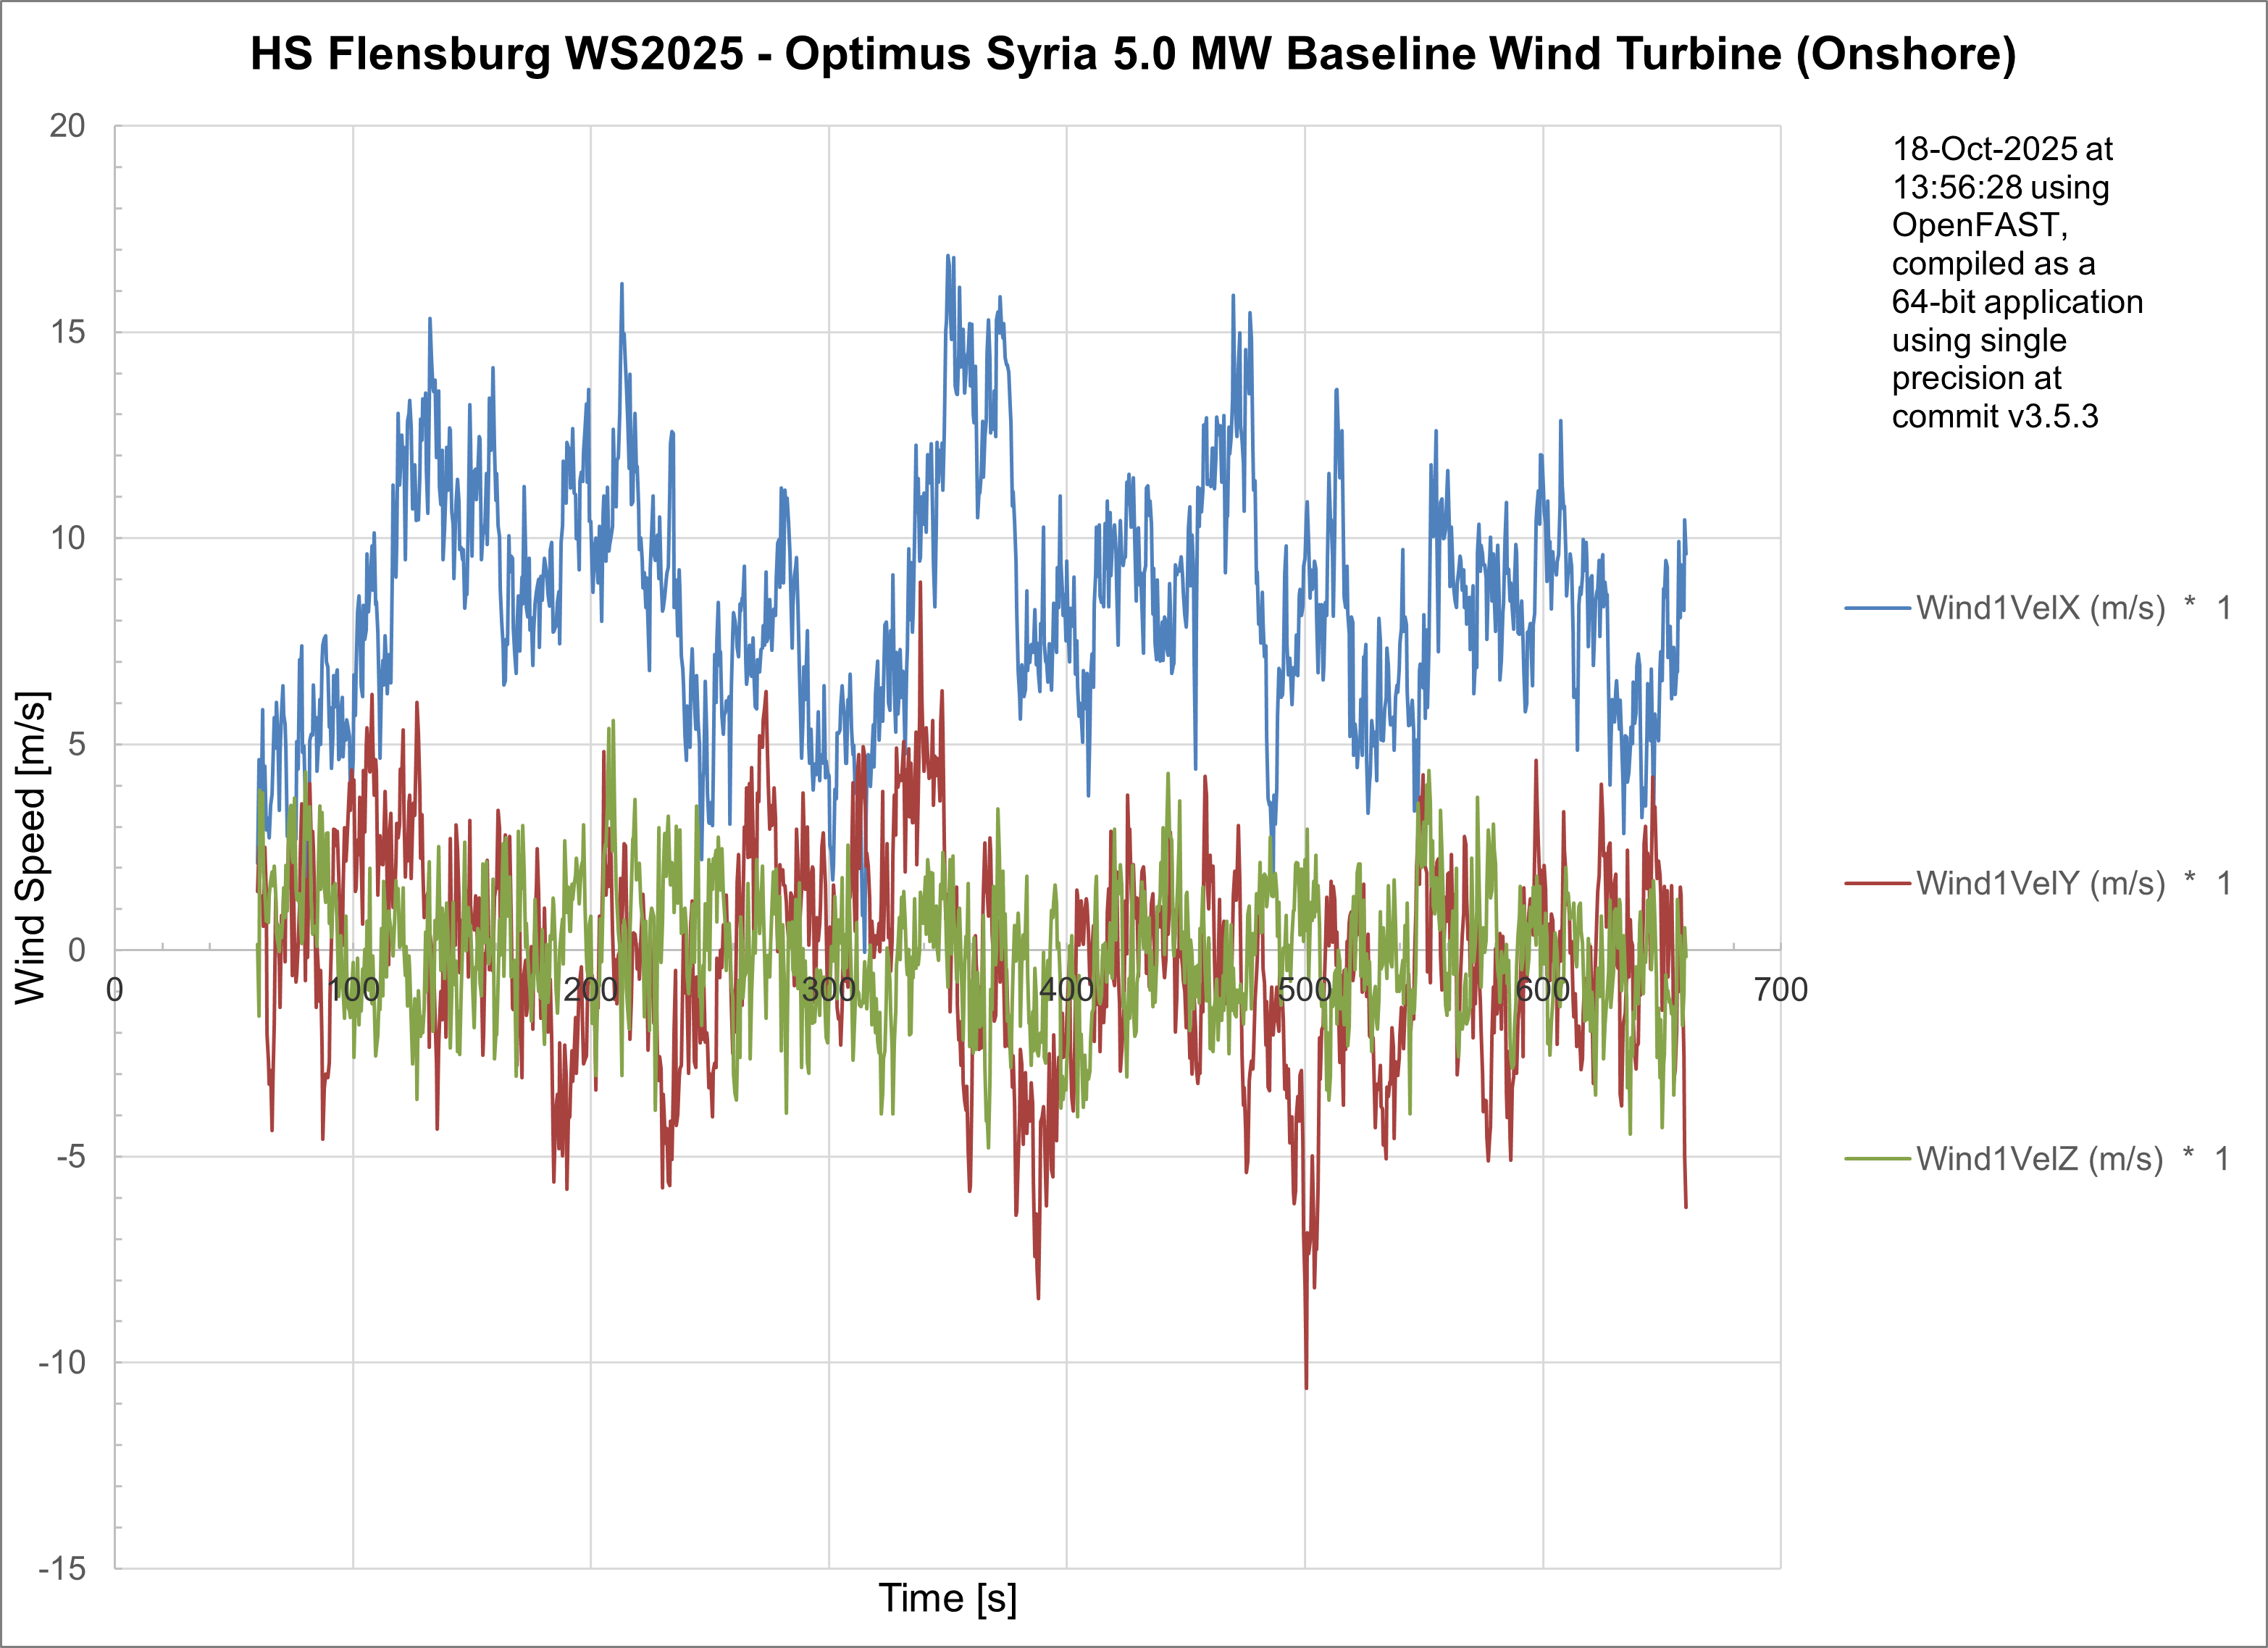 HS Flensburg WS2025 - Optimus Syria 5.0 MW Baseline Wind Turbine (Onshore)
18-Oct-2025 at
13:56:28 using
OpenFAST,
compiled as a
64-bit application
using single
precision at
commit v3.5.3
Wind Speed [m/s]
20
15
10
5
0
-5
-10
-15
0 100 200 300 400 500 600 700
Time [s]
Wind1VelX (m/s) * 1
Wind1VelY (m/s) * 1
Wind1VelZ (m/s) * 1